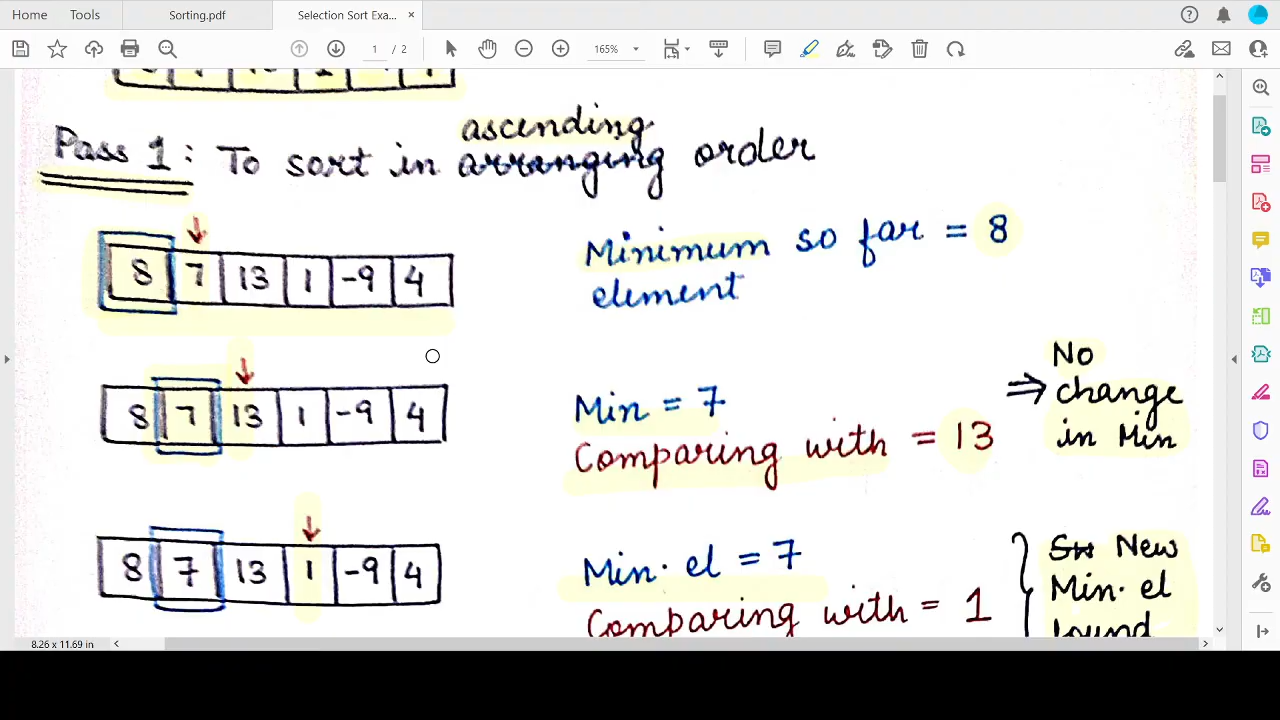 Home Tools Sorting.pdf Selection Sort Exa... ×
1 / 2 165%
Pass 1: To sort in arranging order
ascending
8 7 13 1 -9 4
Minimum so far = 8
element
8 7 13 1 -9 4
Min = 7
Comparing with = 13
⇒ No
change
in Min
8 7 13 1 -9 4
Min. el = 7
Comparing with = 1
New
Min. el
found
8.26 x 11.69 in